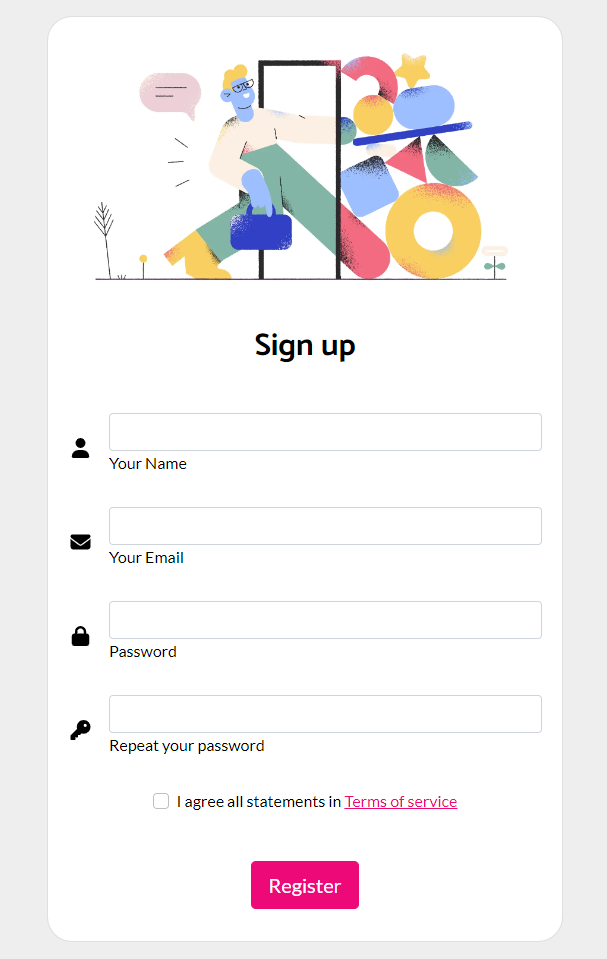 Sign up
Your Name
Your Email
Password
Repeat your password
I agree all statements in Terms of service
Register